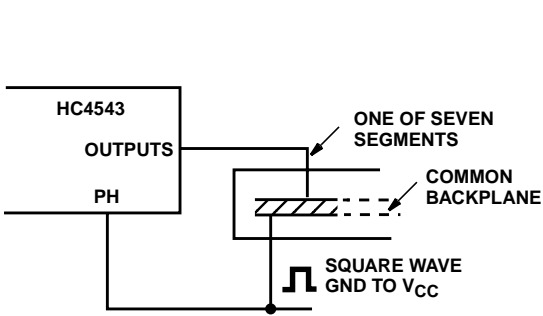 HC4543
OUTPUTS
PH
ONE OF SEVEN
SEGMENTS
COMMON
BACKPLANE
SQUARE WAVE
GND TO VCC